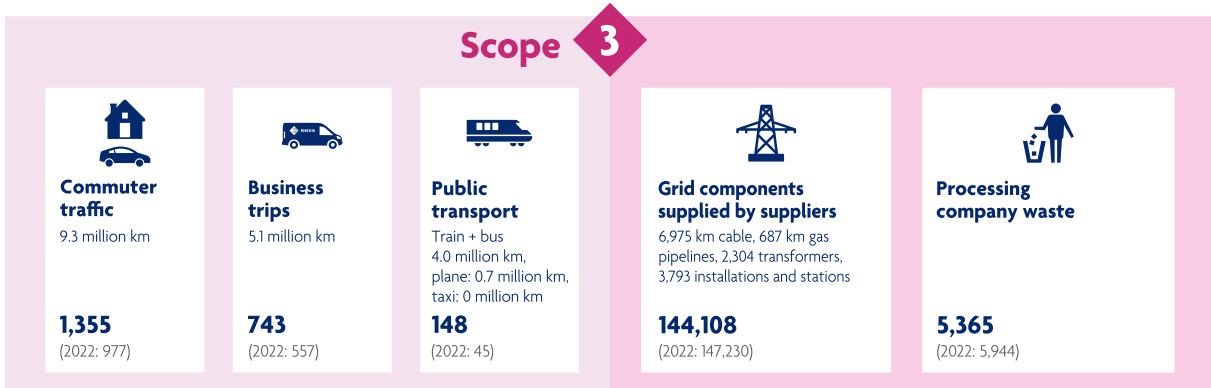 Scope 3
Commuter
traffic
9.3 million km
1,355
(2022: 977)
ENEXIS
Business
trips
5.1 million km
743
(2022: 557)
Public
transport
Train + bus
4.0 million km,
plane: 0.7 million km,
taxi: 0 million km
148
(2022: 45)
Grid components
supplied by suppliers
6,975 km cable, 687 km gas
pipelines, 2,304 transformers,
3,793 installations and stations
144,108
(2022: 147,230)
Processing
company waste
5,365
(2022: 5,944)